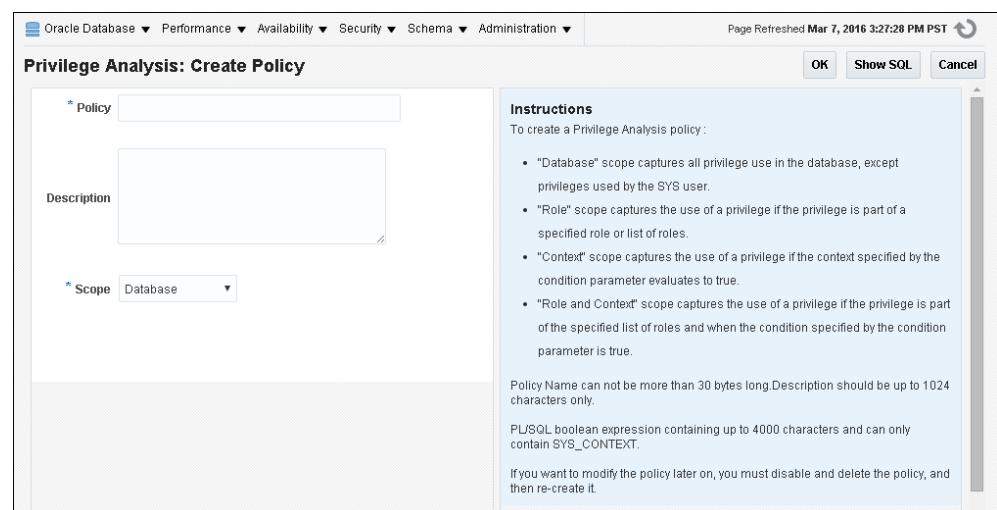 Oracle Database ▼ Performance ▼ Availability ▼ Security ▼ Schema ▼ Administration ▼
Page Refreshed Mar 7, 2016 3:27:28 PM PST
Privilege Analysis: Create Policy
OK Show SQL Cancel
* Policy
Description
* Scope Database ▼
Instructions
To create a Privilege Analysis policy :
• "Database" scope captures all privilege use in the database, except
privileges used by the SYS user.
• "Role" scope captures the use of a privilege if the privilege is part of a
specified role or list of roles.
• "Context" scope captures the use of a privilege if the context specified by the
condition parameter evaluates to true.
• "Role and Context" scope captures the use of a privilege if the privilege is part
of the specified list of roles and when the condition specified by the condition
parameter is true.
Policy Name can not be more than 30 bytes long.Description should be up to 1024
characters only.
PL/SQL boolean expression containing up to 4000 characters and can only
contain SYS_CONTEXT.
If you want to modify the policy later on, you must disable and delete the policy, and
then re-create it.